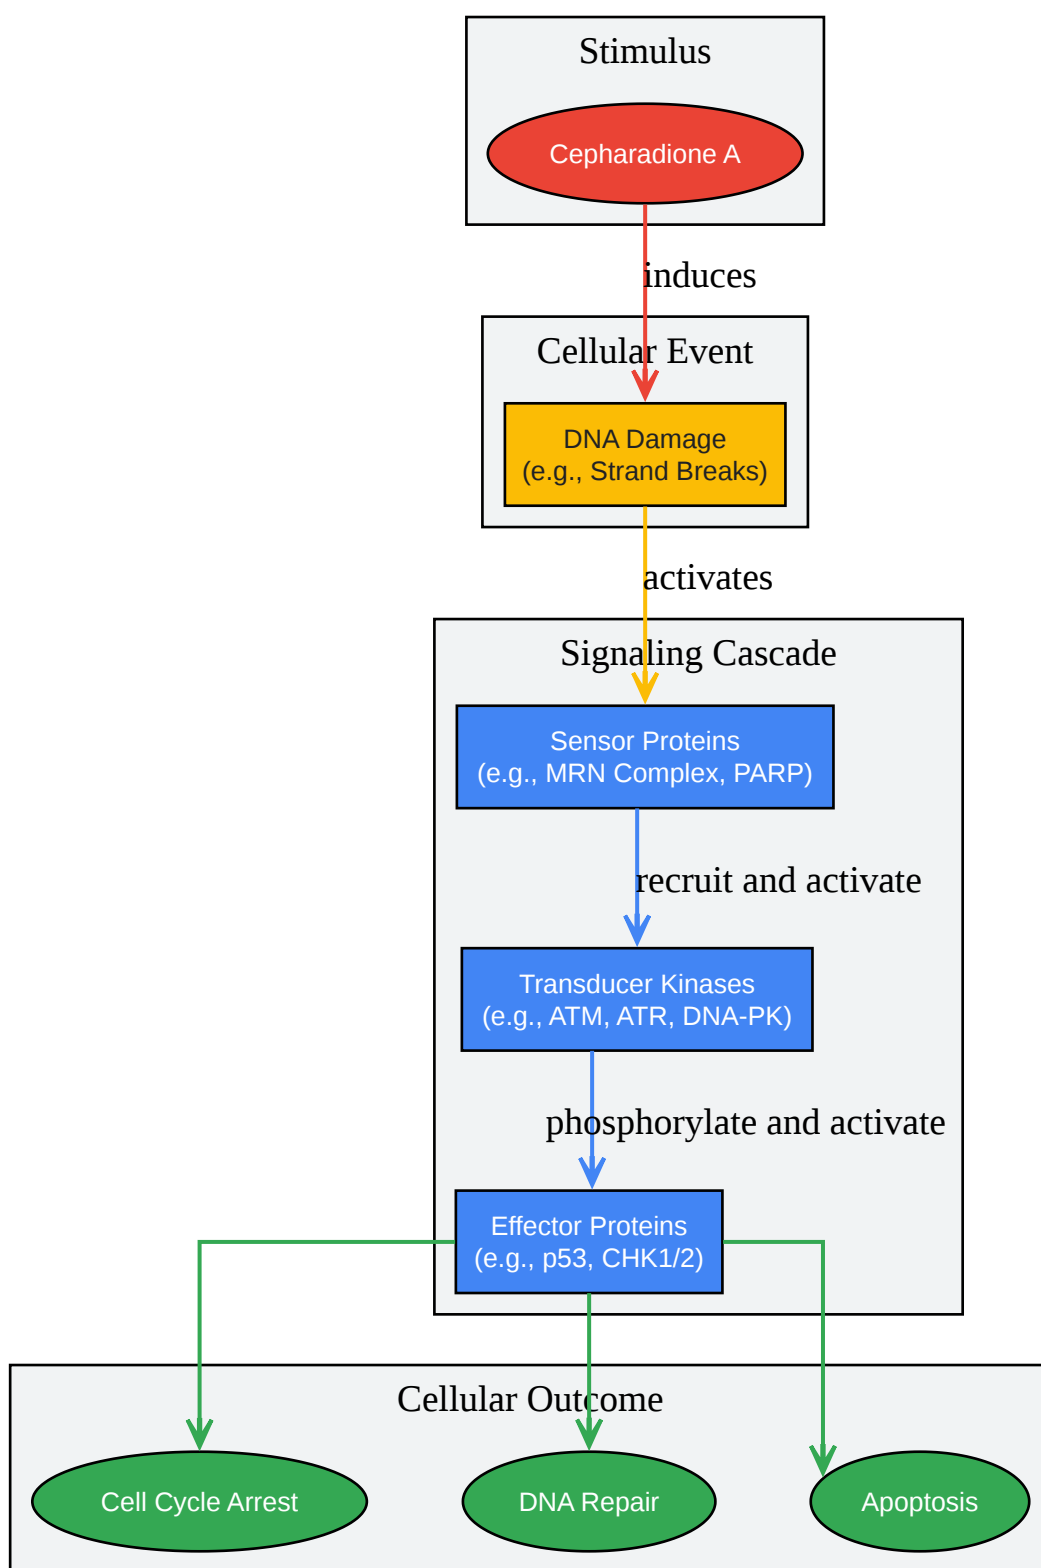 Stimulus
Cepharadione A
induces
Cellular Event
DNA Damage
(e.g., Strand Breaks)
activates
Signaling Cascade
Sensor Proteins
(e.g., MRN Complex, PARP)
recruit and activate
Transducer Kinases
(e.g., ATM, ATR, DNA-PK)
phosphorylate and activate
Effector Proteins
(e.g., p53, CHK1/2)
Cellular Outcome
Cell Cycle Arrest
DNA Repair
Apoptosis